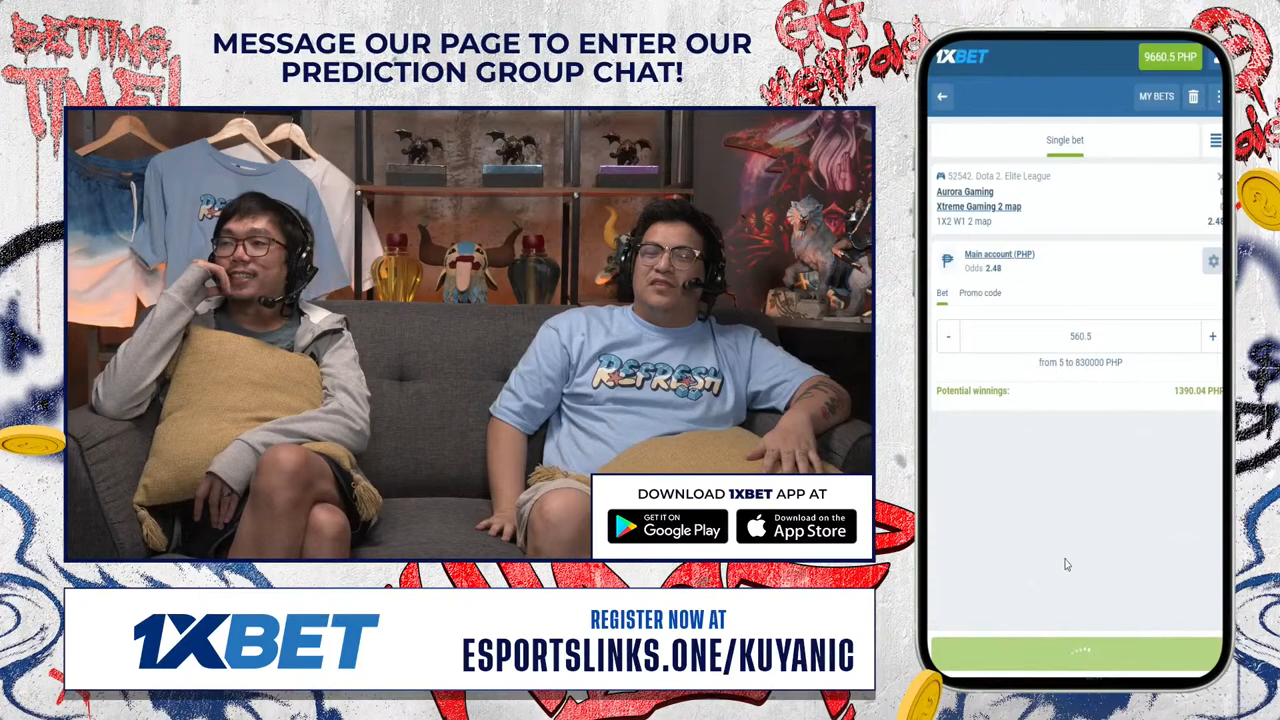 BETTING
TIME!
MESSAGE OUR PAGE TO ENTER OUR
PREDICTION GROUP CHAT!
GG
REFRESH
DOWNLOAD 1XBET APP AT
GET IT ON
Google Play
Download on the
App Store
1XBET
REGISTER NOW AT
ESPORTSLINKS.ONE/KUYANIC
1XBET
9660.5 PHP
MY BETS
Single bet
52542. Dota 2. Elite League
Aurora Gaming
Xtreme Gaming 2 map
1X2 W1 2 map
2.48
Main account (PHP)
Odds 2.48
Bet
Promo code
-
560.5
+
from 5 to 830000 PHP
Potential winnings:
1390.04 PHP